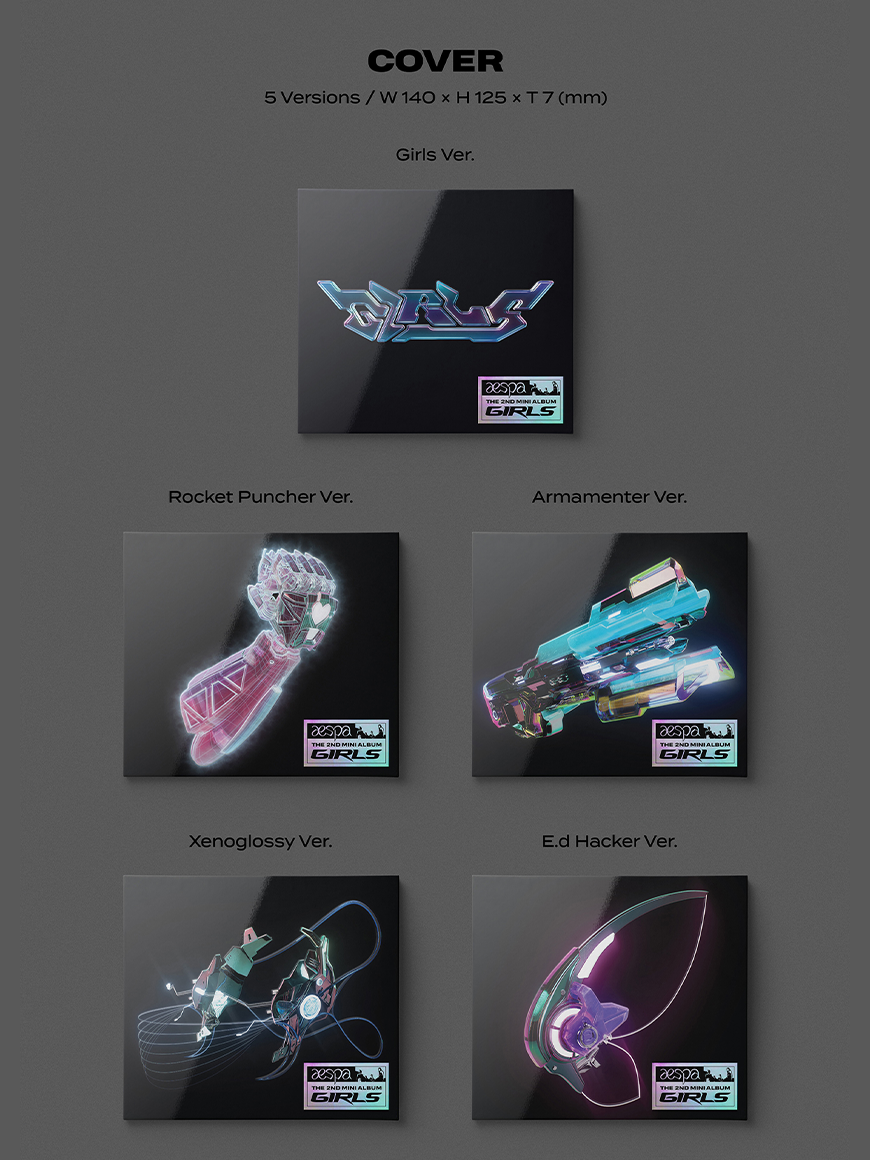 COVER
5 Versions / W 140 × H 125 × T 7 (mm)
Girls Ver.
GIRLS
aespa
THE 2ND MINI ALBUM
GIRLS
Rocket Puncher Ver.
Armamenter Ver.
aespa
THE 2ND MINI ALBUM
GIRLS
aespa
THE 2ND MINI ALBUM
GIRLS
Xenoglossy Ver.
E.d Hacker Ver.
aespa
THE 2ND MINI ALBUM
GIRLS
aespa
THE 2ND MINI ALBUM
GIRLS